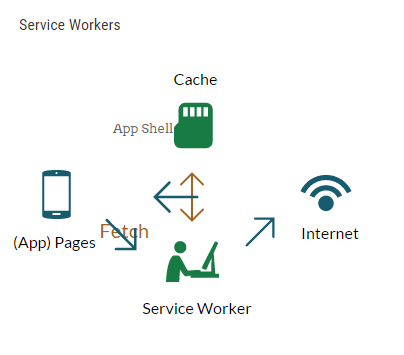 Service Workers
Cache
App Shell
Fetch
(App) Pages
Internet
Service Worker